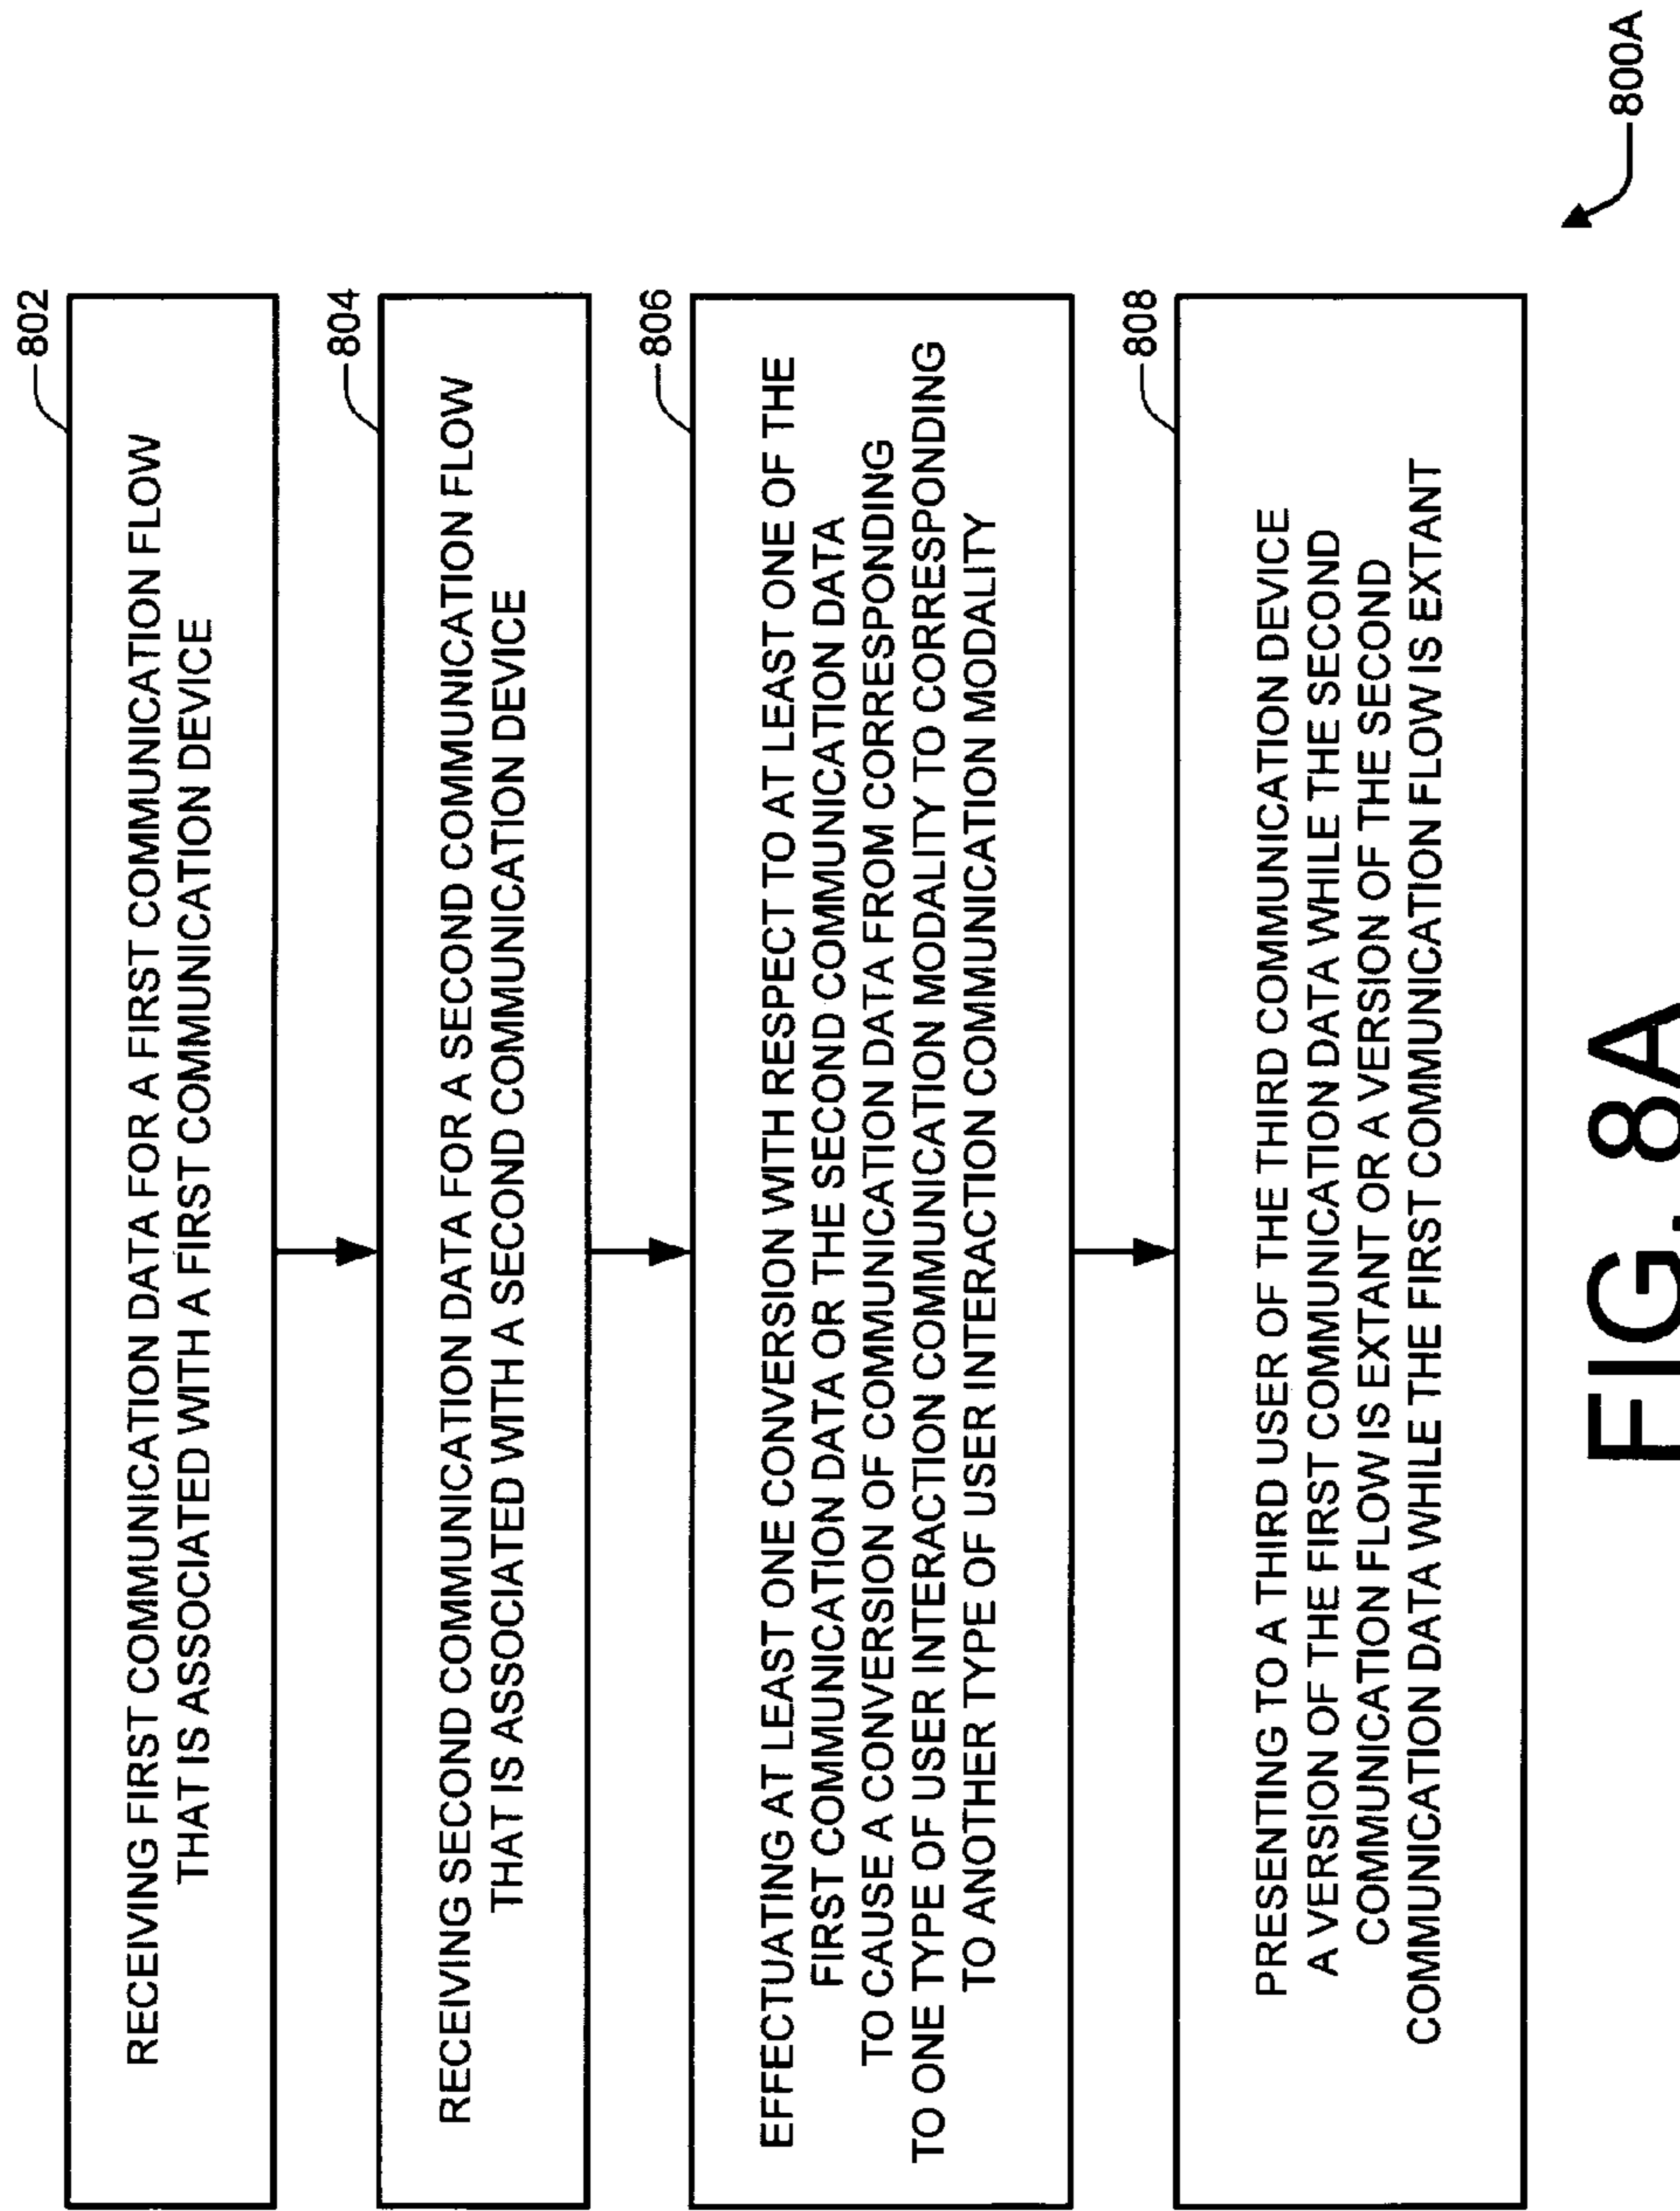 802
RECEIVING FIRST COMMUNICATION DATA FOR A FIRST COMMUNICATION FLOW
THAT IS ASSOCIATED WITH A FIRST COMMUNICATION DEVICE
804
RECEIVING SECOND COMMUNICATION DATA FOR A SECOND COMMUNICATION FLOW
THAT IS ASSOCIATED WITH A SECOND COMMUNICATION DEVICE
806
EFFECTUATING AT LEAST ONE CONVERSION WITH RESPECT TO AT LEAST ONE OF THE
FIRST COMMUNICATION DATA OR THE SECOND COMMUNICATION DATA
TO CAUSE A CONVERSION OF COMMUNICATION DATA FROM CORRESPONDING
TO ONE TYPE OF USER INTERACTION COMMUNICATION MODALITY TO CORRESPONDING
TO ANOTHER TYPE OF USER INTERACTION COMMUNICATION MODALITY
808
PRESENTING TO A THIRD USER OF THE THIRD COMMUNICATION DEVICE
A VERSION OF THE FIRST COMMUNICATION DATA WHILE THE SECOND
COMMUNICATION FLOW IS EXTANT OR A VERSION OF THE SECOND
COMMUNICATION DATA WHILE THE FIRST COMMUNICATION FLOW IS EXTANT
800A
FIG. 8A